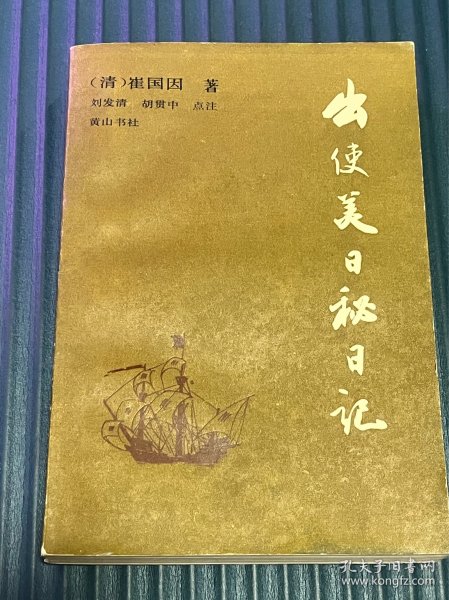 （清）崔国因 著
刘发清 胡贯中 点注
黄山书社
出使美日秘日记
孔夫子旧书网
www.kongfz.com